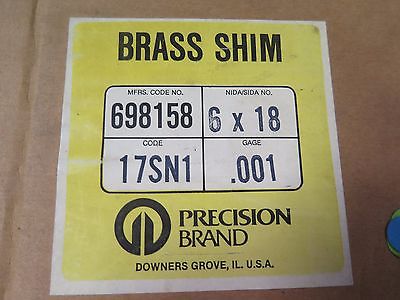 BRASS SHIM
MFRS. CODE NO. NIDA/SIDA NO.
698158 6 x 18
CODE GAGE
17SN1 .001
PRECISION
BRAND
DOWNERS GROVE, IL. U.S.A.